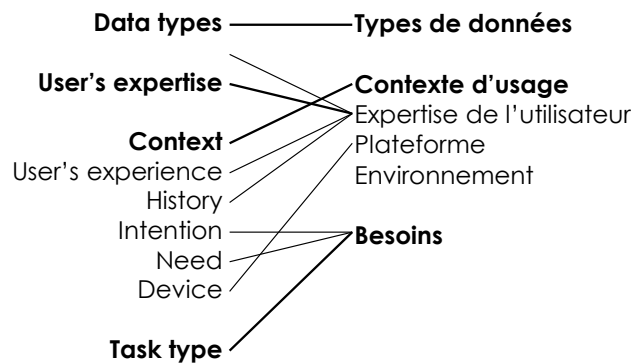 Data types
User's expertise
Context
User's experience
History
Intention
Need
Device
Task type
Types de données
Contexte d'usage
Expertise de l'utilisateur
Plateforme
Environnement
Besoins